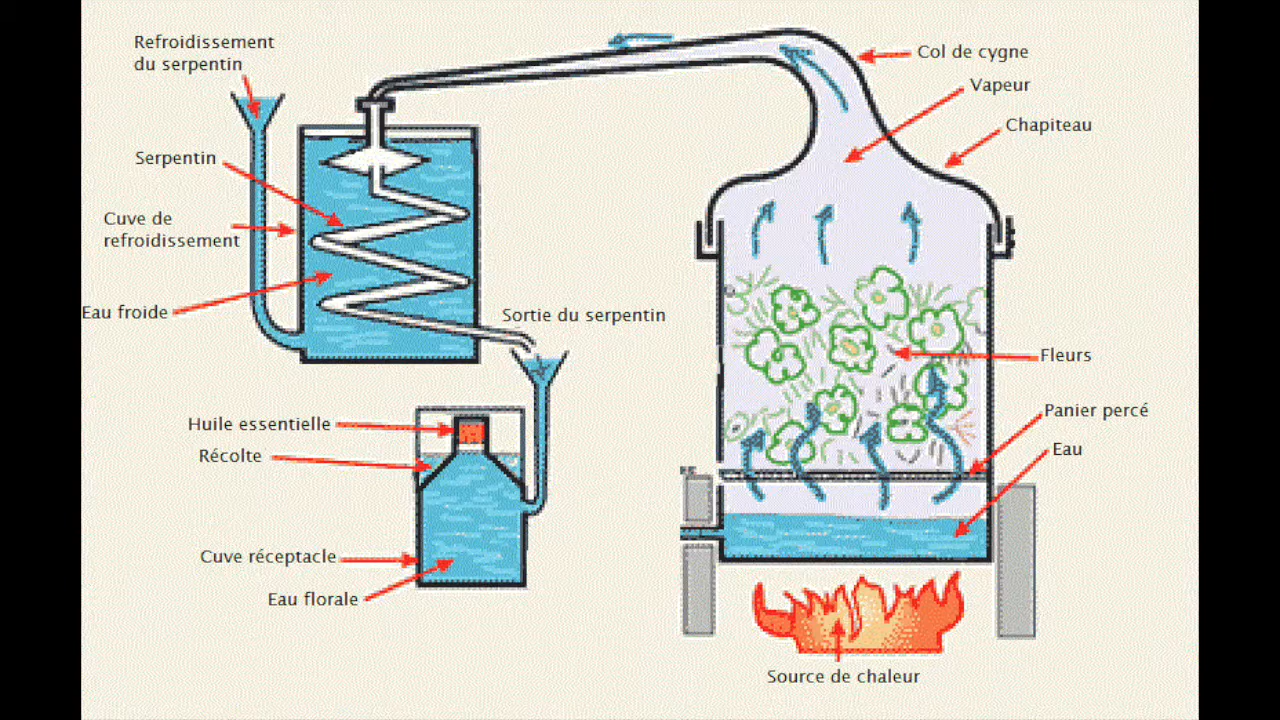 Refroidissement
du serpentin
Col de cygne
Vapeur
Chapiteau
Serpentin
Cuve de
refroidissement
Eau froide
Sortie du serpentin
Fleurs
Panier percé
Huile essentielle
Eau
Récolte
Cuve réceptacle
Eau florale
Source de chaleur